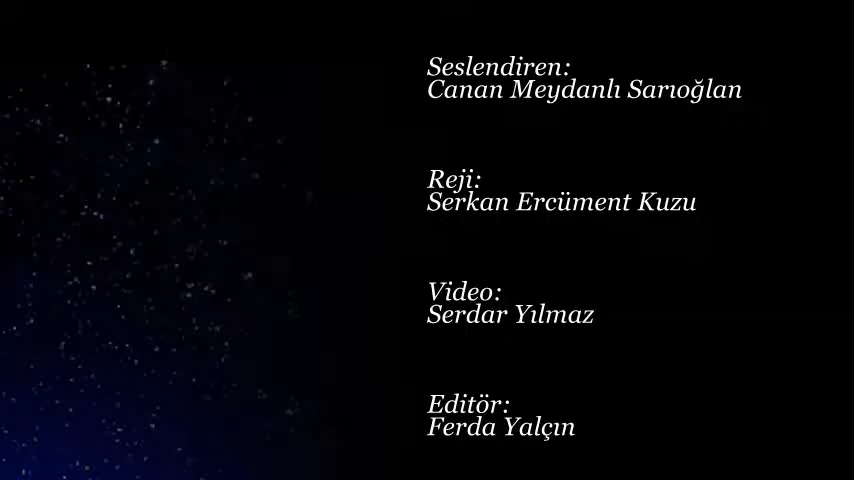 Seslendiren:
Canan Meydanlı Sarıoğlan
Reji:
Serkan Ercüment Kuzu
Video:
Serdar Yılmaz
Editör:
Ferda Yalçın